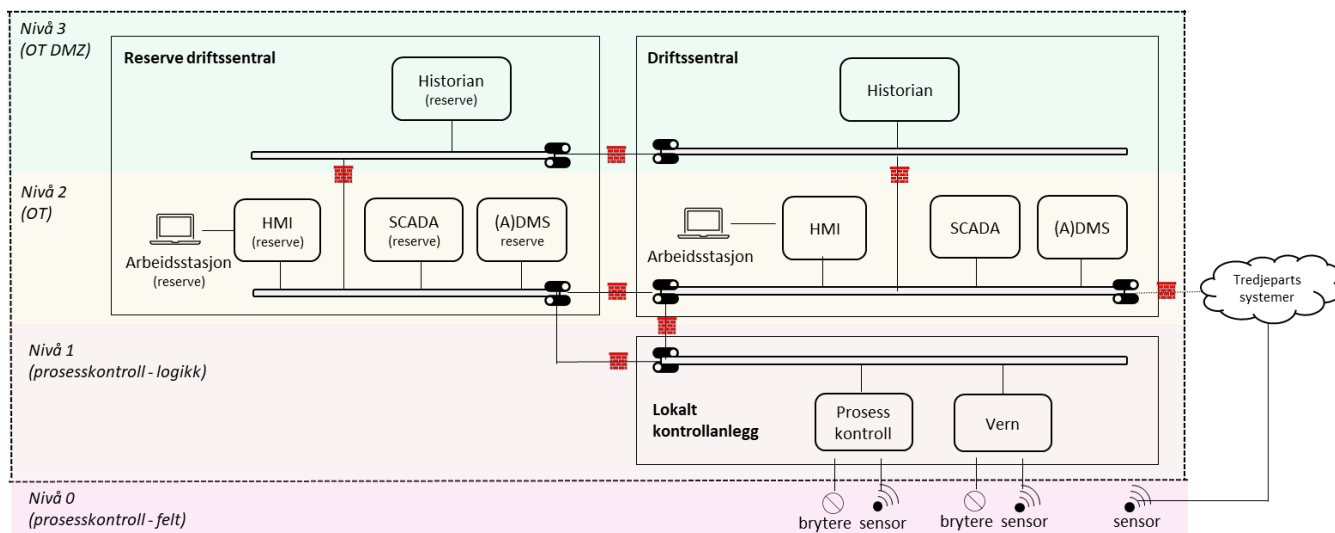 Nivå 3
(OT DMZ)
Reserve driftssentral
Historian
(reserve)
Driftssentral
Historian
Nivå 2
(OT)
Arbeidsstasjon
(reserve)
HMI
(reserve)
SCADA
(reserve)
(A)DMS
reserve
Arbeidsstasjon
HMI
SCADA
(A)DMS
Tredjeparts
systemer
Nivå 1
(prosesskontroll - logikk)
Lokalt
kontrollanlegg
Prosess
kontroll
Vern
Nivå 0
(prosesskontroll - felt)
brytere
sensor
brytere
sensor
sensor